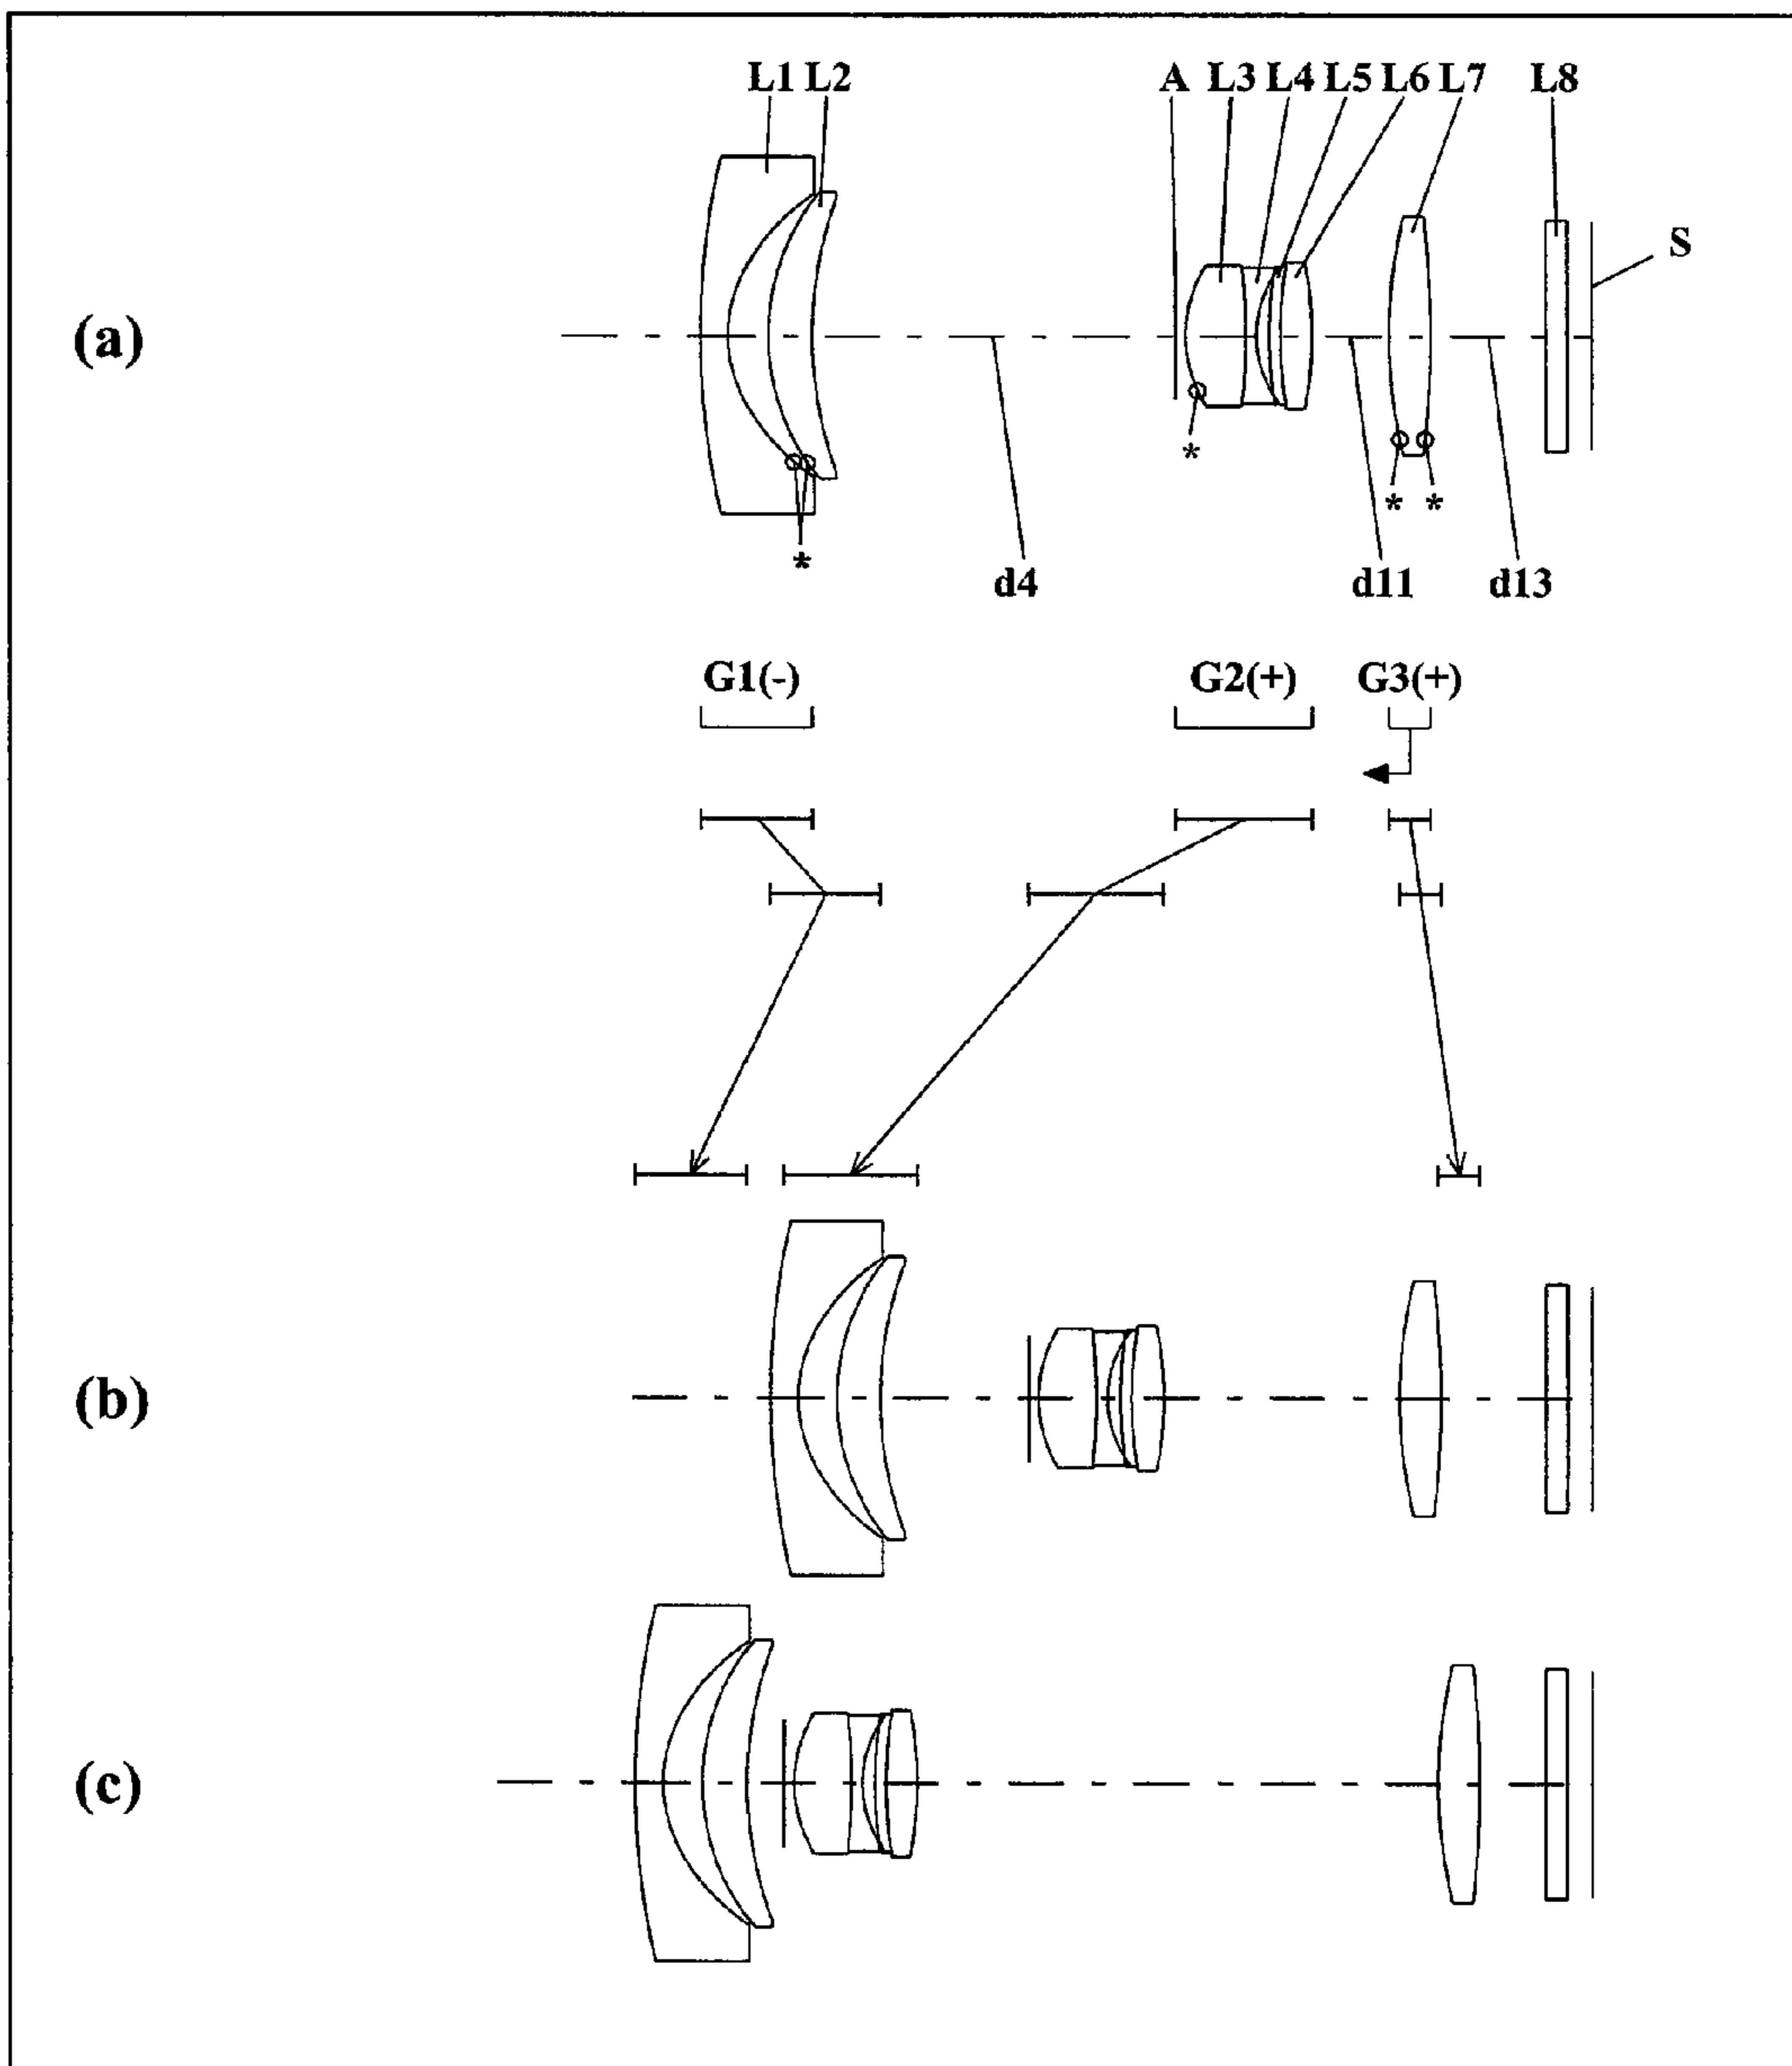 L1 L2 A L3 L4 L5 L6 L7 L8
S
(a)
* * *
*
d4 d11 d13
G1(-) G2(+) G3(+)
(b)
(c)